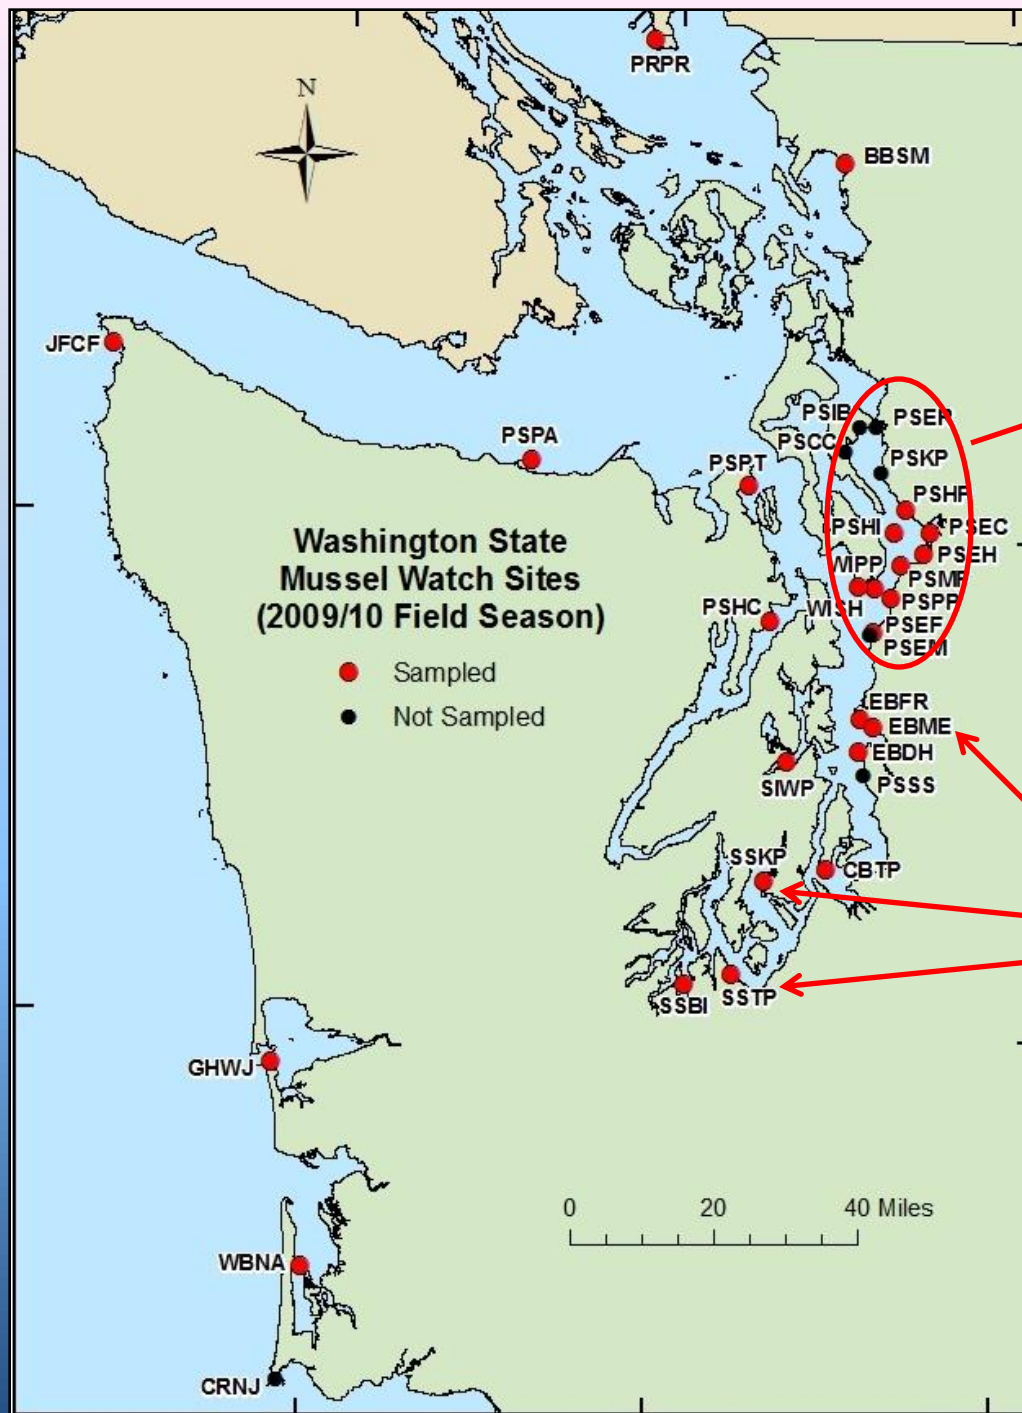 PRPR
N
BBSM
JFCF
PSIB
PSER
PSPA
PSCC
PSPT
PSKP
PSHP
PSHI
PSEC
Washington State
Mussel Watch Sites
(2009/10 Field Season)
PSEH
WIPP
PSMF
PSHC
WISH
PSPP
PSEF
PSEM
Sampled
Not Sampled
EBFR
EBME
EBDH
SIWP
PSSS
SSKP
CBTP
SSBI
SSTP
GHWJ
0 20 40 Miles
WBNA
CRNJ